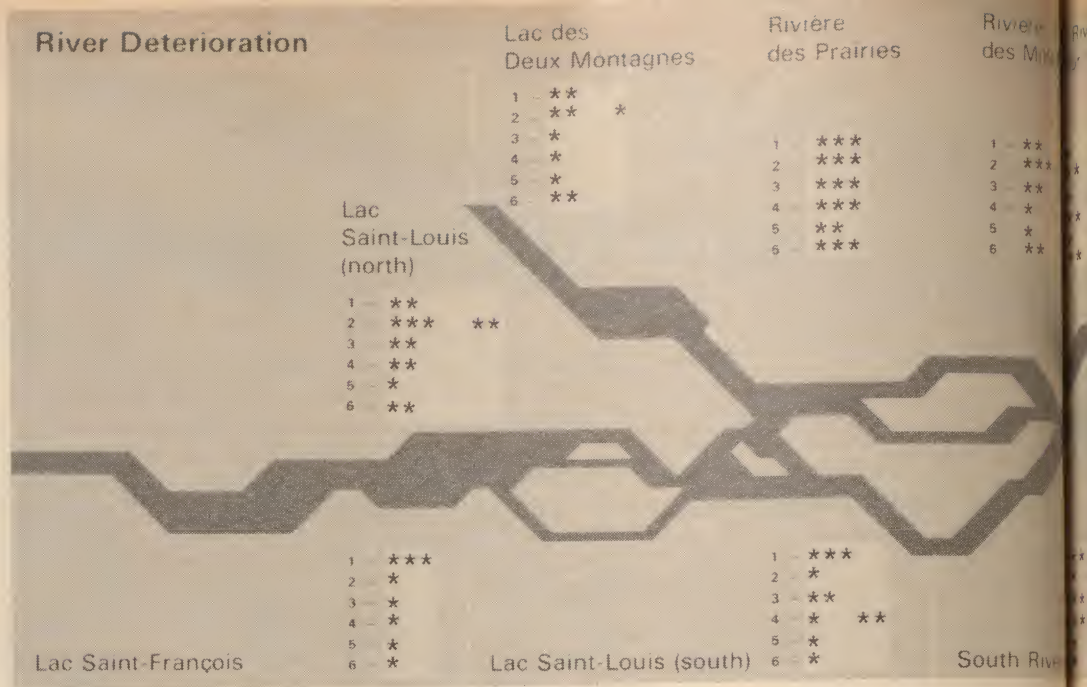 River Deterioration
Lac des
Deux Montagnes
1 - **
2 - ** *
3 - *
4 - *
5 - *
6 - **
Rivière
des Prairies
1 - ***
2 - ***
3 - ***
4 - ***
5 - **
6 - ***
des
1 - **
2 - ***
3 - **
4 - *
5 - *
6 - **
Lac
Saint-Louis
(north)
1 - **
2 - *** **
3 - **
4 - **
5 - *
6 - **
1 - ***
2 - *
3 - *
4 - *
5 - *
6 - *
Lac Saint-François
1 - ***
2 - *
3 - **
4 - * **
5 - *
6 - *
Lac Saint-Louis (south)
South